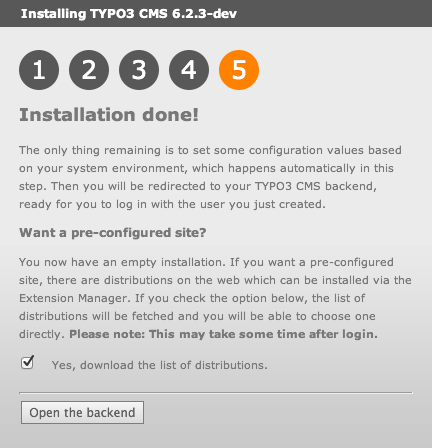 Installing TYPO3 CMS 6.2.3-dev
1 2 3 4 5
Installation done!
The only thing remaining is to set some configuration values based
on your system environment, which happens automatically in this
step. Then you will be redirected to your TYPO3 CMS backend,
ready for you to log in with the user you just created.
Want a pre-configured site?
You now have an empty installation. If you want a pre-configured
site, there are distributions on the web which can be installed via the
Extension Manager. If you check the option below, the list of
distributions will be fetched and you will be able to choose one
directly. Please note: This may take some time after login.
Yes, download the list of distributions.
Open the backend